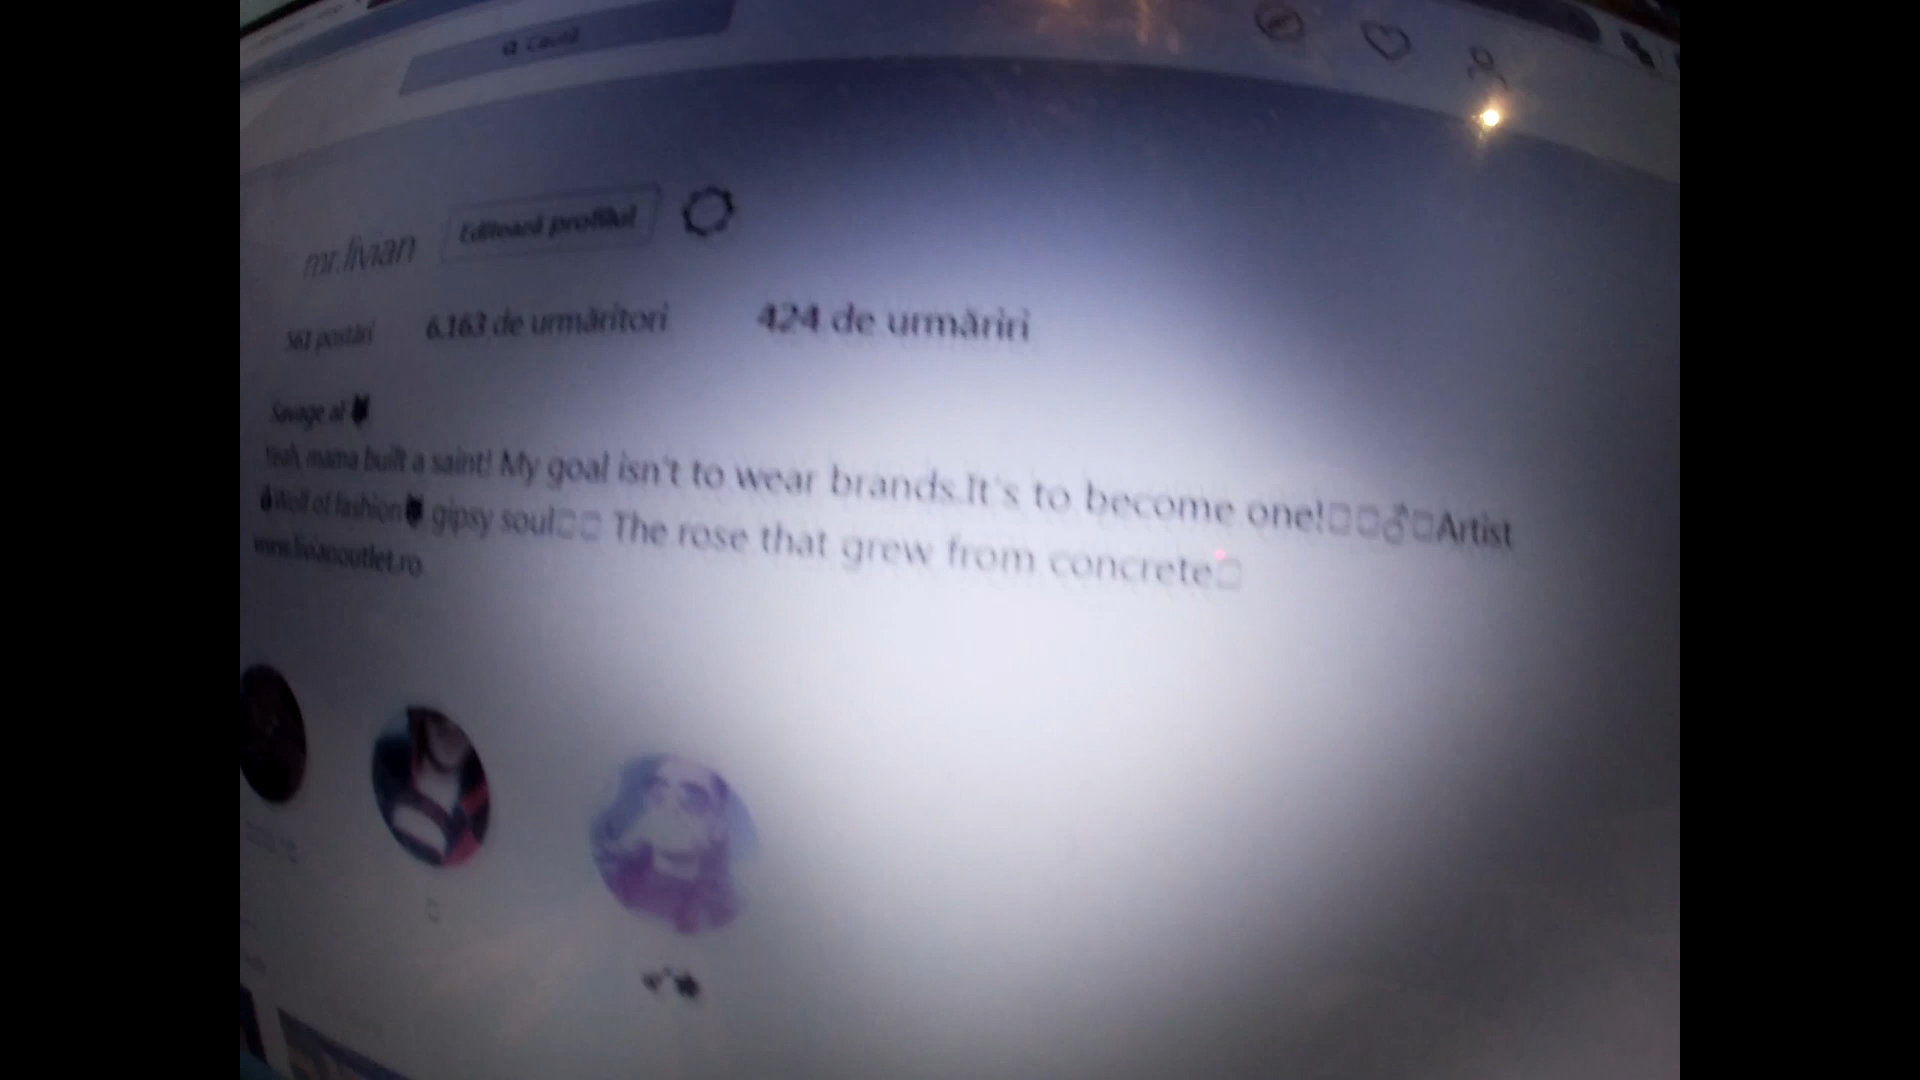 Caută
mr.livian Editează profilul
561 postări 6.163 de urmăritori 424 de urmăriri
Savage al
Yeah, mama built a saint! My goal isn't to wear brands.It's to become one!♂Artist
Wolf of fashion gipsy soul The rose that grew from concrete
www.livianoutlet.ro